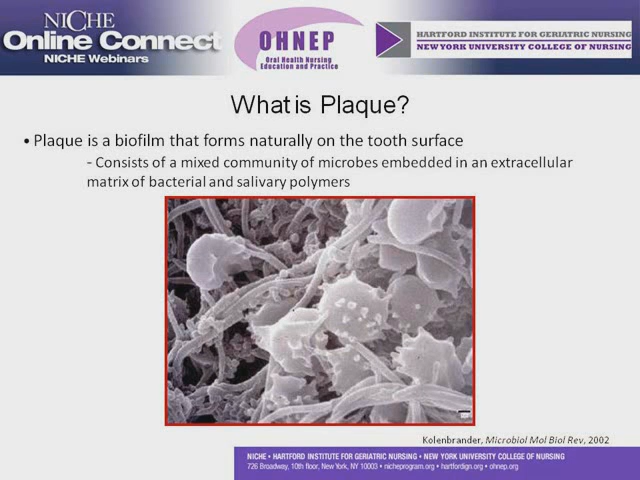 NICHE
Online Connect
NICHE Webinars
OHNEP
Oral Health Nursing
Education and Practice
HARTFORD INSTITUTE FOR GERIATRIC NURSING
NEW YORK UNIVERSITY COLLEGE OF NURSING
What is Plaque?
• Plaque is a biofilm that forms naturally on the tooth surface
- Consists of a mixed community of microbes embedded in an extracellular
matrix of bacterial and salivary polymers
Kolenbrander, Microbiol Mol Biol Rev, 2002
NICHE • HARTFORD INSTITUTE FOR GERIATRIC NURSING • NEW YORK UNIVERSITY COLLEGE OF NURSING
726 Broadway, 10th floor, New York, NY 10003 • nicheprogram.org • hartfordign.org • ohnep.org